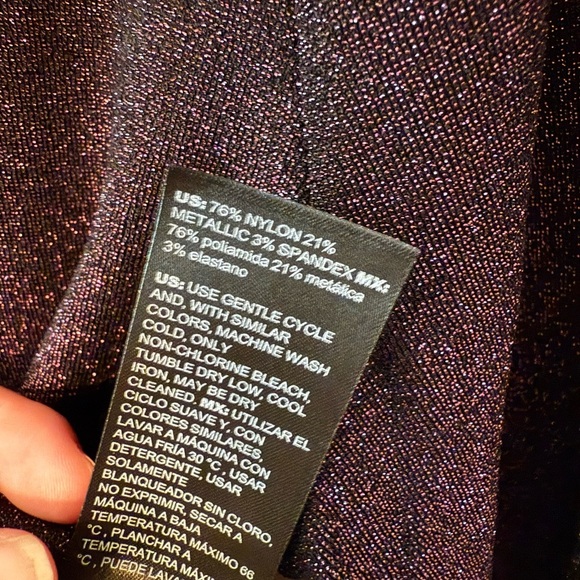 US: 76% NYLON 21%
METALLIC 3% SPANDEX MX:
76% poliamida 21% metálica
3% elastano
US: USE GENTLE CYCLE
AND, WITH SIMILAR
COLORS, MACHINE WASH
COLD, ONLY
NON-CHLORINE BLEACH,
TUMBLE DRY LOW, COOL
IRON, MAY BE DRY
CLEANED. MX: UTILIZAR EL
CICLO SUAVE Y, CON
COLORES SIMILARES,
LAVAR A MÁQUINA CON
AGUA FRÍA 30 °C , USAR
DETERGENTE, USAR
SOLAMENTE
BLANQUEADOR SIN CLORO,
NO EXPRIMIR, SECAR A
MÁQUINA A BAJA
TEMPERATURA MÁXIMO 66
°C , PLANCHAR A
TEMPERATURA MÁXIMO
°C , PUEDE LAVA